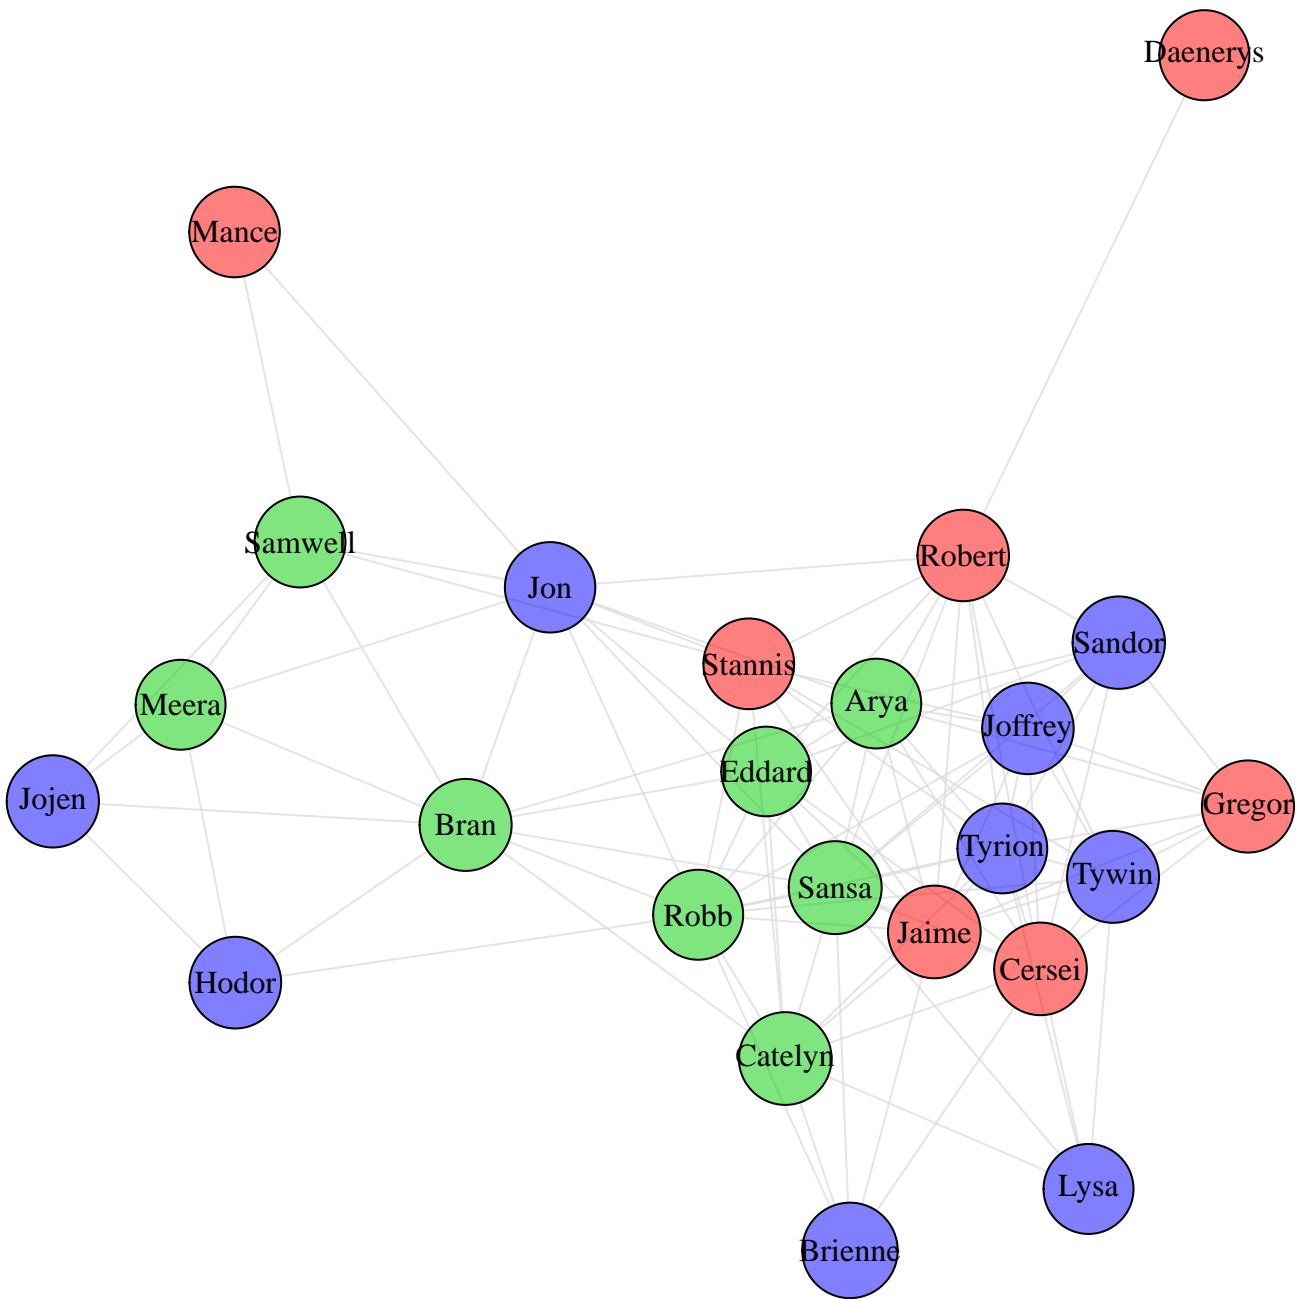 Daenerys
Mance
Samwell
Robert
Jon
Sandor
Stannis
Arya
Meera
Joffrey
Eddard
Jojen
Gregor
Bran
Tyrion
Tywin
Sansa
Robb
Jaime
Cersei
Hodor
Catelyn
Lysa
Brienne